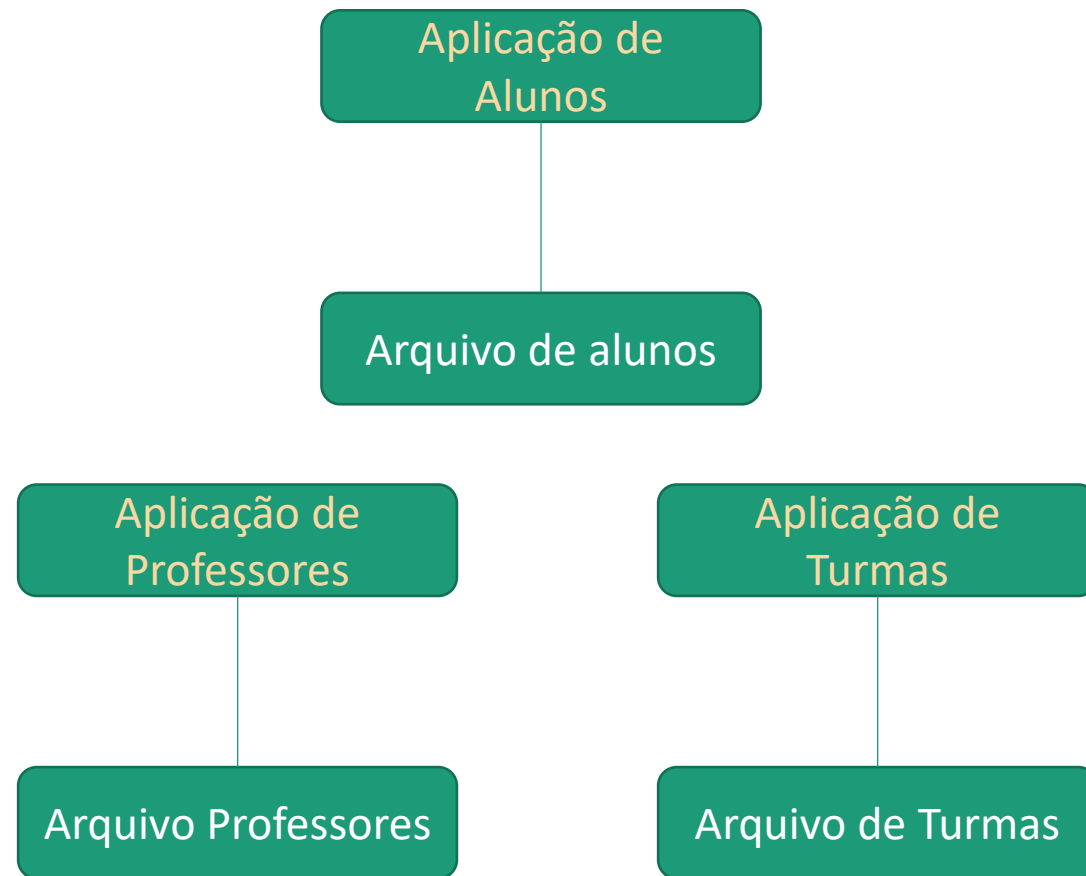 Aplicação de
Alunos
Arquivo de alunos
Aplicação de
Professores
Aplicação de
Turmas
Arquivo Professores
Arquivo de Turmas